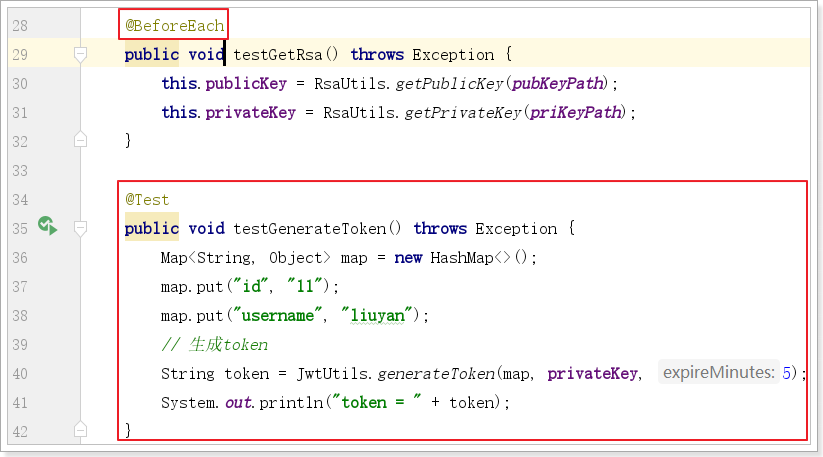 28 @BeforeEach
29 public void testGetRsa() throws Exception {
30 this.publicKey = RsaUtils.getPublicKey(pubKeyPath);
31 this.privateKey = RsaUtils.getPrivateKey(priKeyPath);
32 }
33
34 @Test
35 public void testGenerateToken() throws Exception {
36 Map<String, Object> map = new HashMap<>();
37 map.put("id", "11");
38 map.put("username", "liuyan");
39 // 生成token
40 String token = JwtUtils.generateToken(map, privateKey, expireMinutes: 5);
41 System.out.println("token = " + token);
42 }